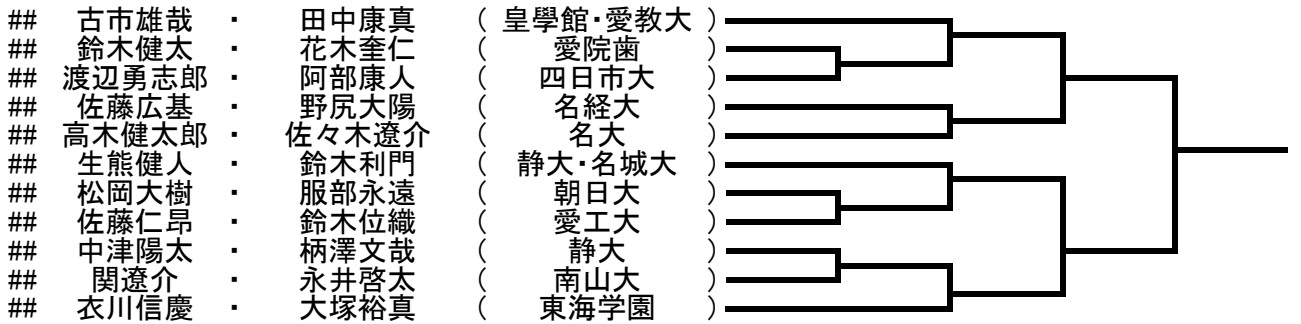 ## 古市雄哉 ・ 田中康真 ( 皇學館・愛教大 )
## 鈴木健太 ・ 花木奎仁 ( 愛院歯 )
## 渡辺勇志郎 ・ 阿部康人 ( 四日市大 )
## 佐藤広基 ・ 野尻大陽 ( 名経大 )
## 高木健太郎 ・ 佐々木遼介 ( 名大 )
## 生熊健人 ・ 鈴木利門 ( 静大・名城大 )
## 松岡大樹 ・ 服部永遠 ( 朝日大 )
## 佐藤仁昂 ・ 鈴木位織 ( 愛工大 )
## 中津陽太 ・ 柄澤文哉 ( 静大 )
## 関遼介 ・ 永井啓太 ( 南山大 )
## 衣川信慶 ・ 大塚裕真 ( 東海学園 )